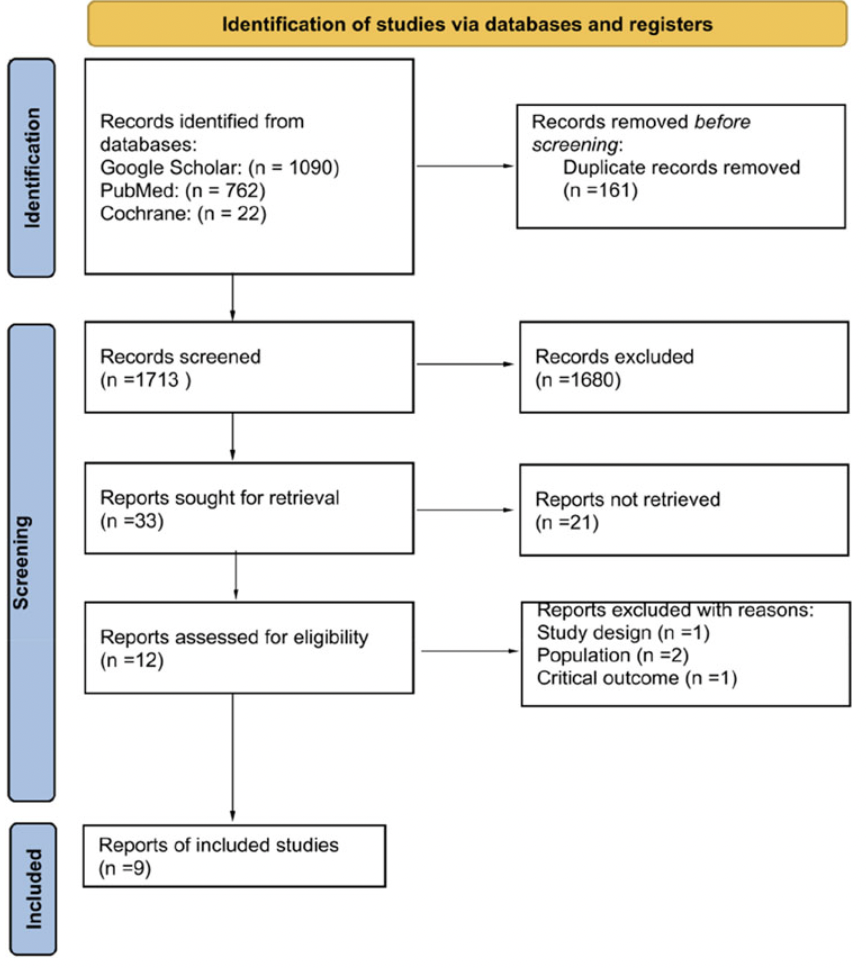 Identification of studies via databases and registers
Identification
Records identified from
databases:
Google Scholar: (n = 1090)
PubMed: (n = 762)
Cochrane: (n = 22)
Records removed before
screening:
Duplicate records removed
(n =161)
Screening
Records screened
(n =1713 )
Records excluded
(n =1680)
Reports sought for retrieval
(n =33)
Reports not retrieved
(n =21)
Reports assessed for eligibility
(n =12)
Reports excluded with reasons:
Study design (n =1)
Population (n =2)
Critical outcome (n =1)
Included
Reports of included studies
(n =9)